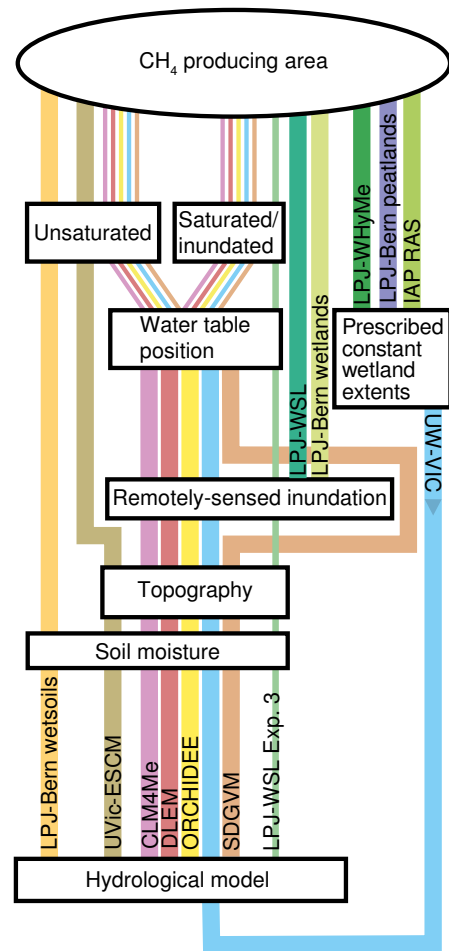 CH4 producing area
Unsaturated
Saturated/
inundated
LPJ-WHyMe
LPJ-Bern peatlands
IAP RAS
Water table
position
Prescribed
constant
wetland
extents
LPJ-WSL
LPJ-Bern wetlands
UW-VIC
Remotely-sensed inundation
Topography
Soil moisture
LPJ-Bern wetsoils
UVic-ESCM
CLM4Me
DLEM
ORCHIDEE
SDGVM
LPJ-WSL Exp. 3
Hydrological model